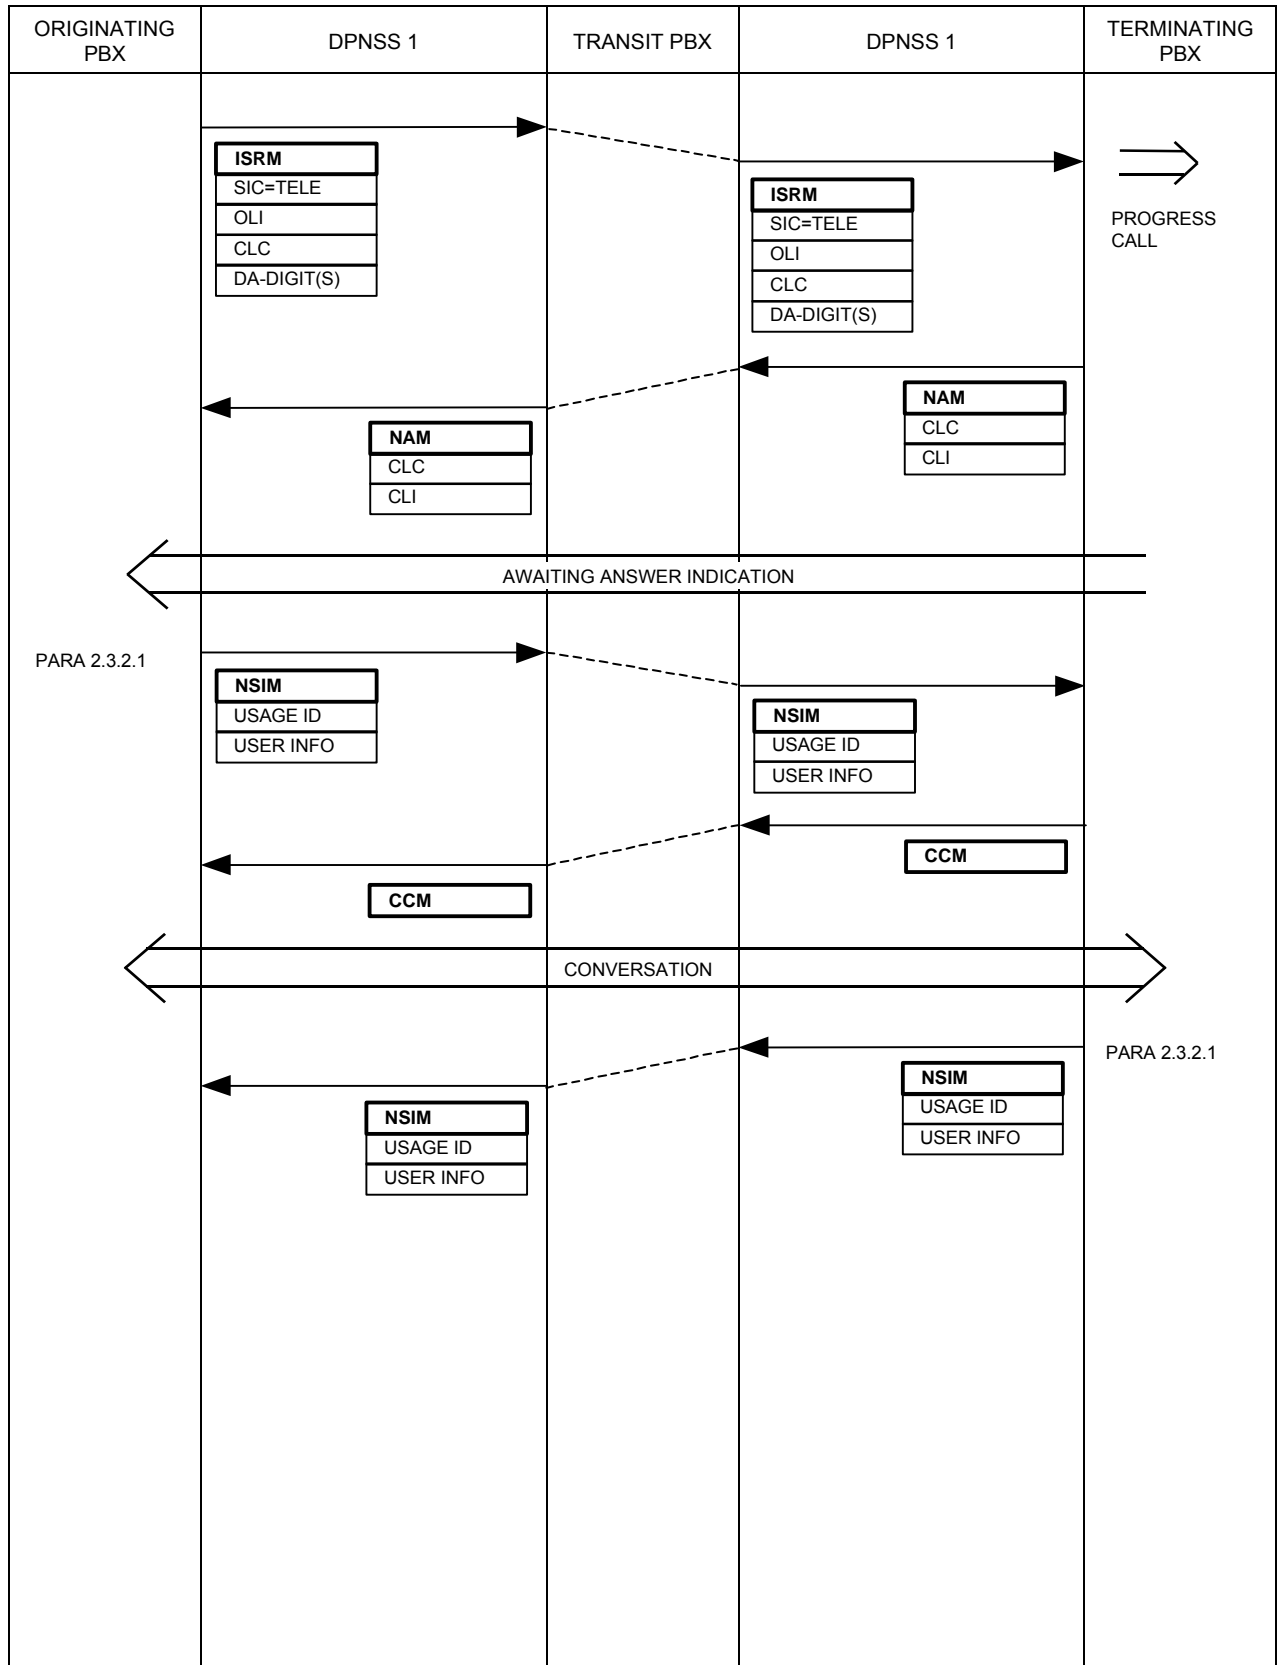 ORIGINATING
PBX
DPNSS 1
TRANSIT PBX
DPNSS 1
TERMINATING
PBX
ISRM
SIC=TELE
OLI
CLC
DA-DIGIT(S)
ISRM
SIC=TELE
OLI
CLC
DA-DIGIT(S)
PROGRESS
CALL
NAM
CLC
CLI
NAM
CLC
CLI
AWAITING ANSWER INDICATION
PARA 2.3.2.1
NSIM
USAGE ID
USER INFO
NSIM
USAGE ID
USER INFO
CCM
CCM
CONVERSATION
PARA 2.3.2.1
NSIM
USAGE ID
USER INFO
NSIM
USAGE ID
USER INFO